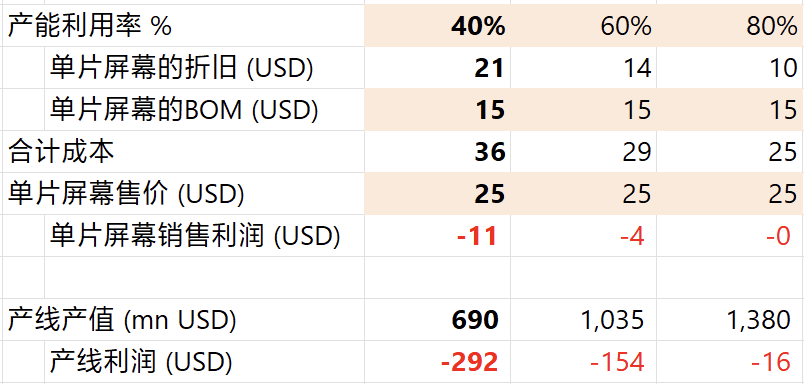 产能利用率 % 40% 60% 80%
单片屏幕的折旧 (USD) 21 14 10
单片屏幕的BOM (USD) 15 15 15
合计成本 36 29 25
单片屏幕售价 (USD) 25 25 25
单片屏幕销售利润 (USD) -11 -4 -0
产线产值 (mn USD) 690 1,035 1,380
产线利润 (USD) -292 -154 -16